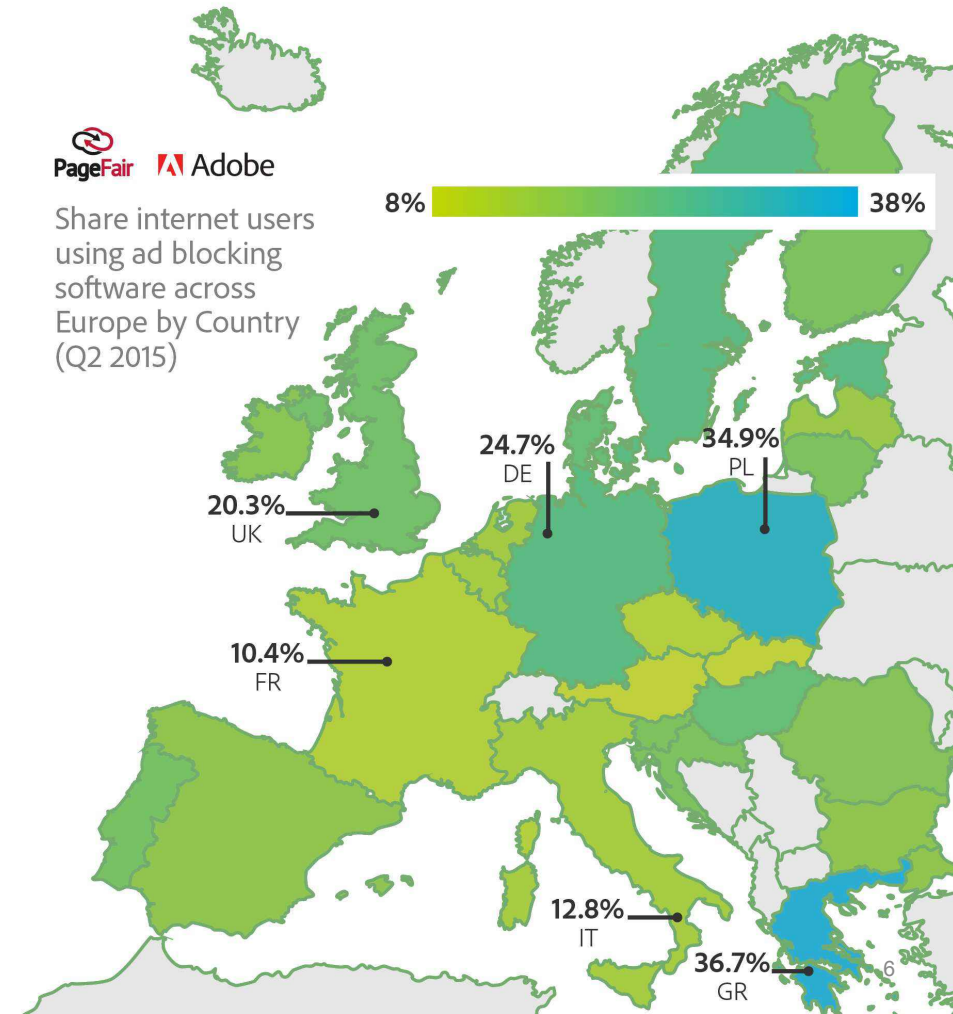 PageFair Adobe
8% 38%
Share internet users
using ad blocking
software across
Europe by Country
(Q2 2015)
24.7%
DE
34.9%
PL
20.3%
UK
10.4%
FR
12.8%
IT
36.7%
GR
6